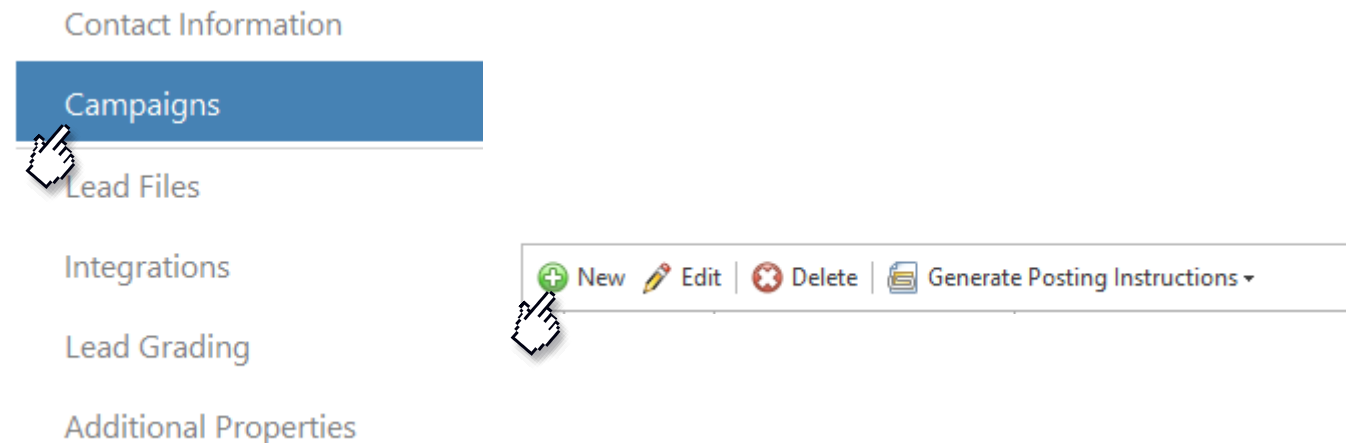 Contact Information
Campaigns
Lead Files
Integrations
Lead Grading
Additional Properties
New Edit Delete Generate Posting Instructions